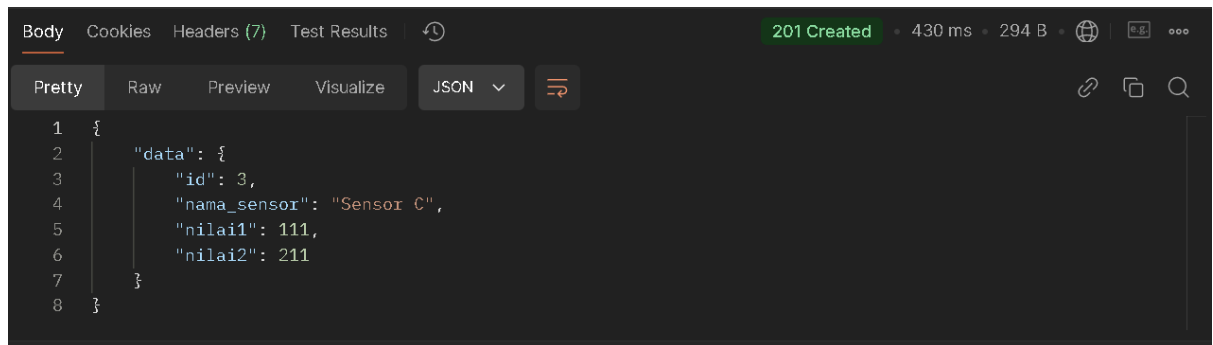 Body Cookies Headers (7) Test Results 201 Created 430 ms 294 B e.g.
Pretty Raw Preview Visualize JSON
1 {
2 "data": {
3 "id": 3,
4 "nama_sensor": "Sensor C",
5 "nilai1": 111,
6 "nilai2": 211
7 }
8 }